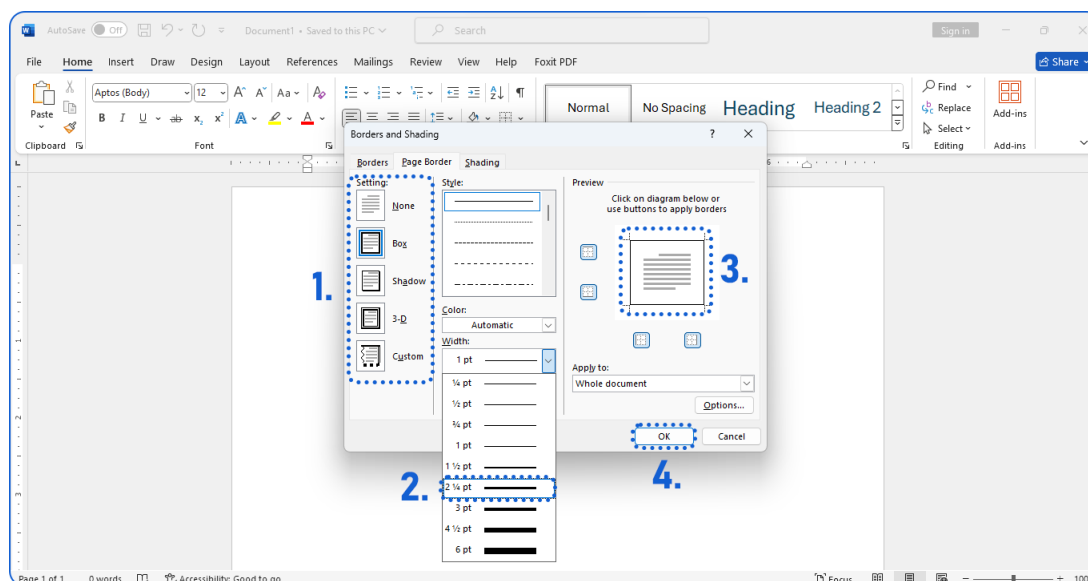 AutoSave Off Document1 • Saved to this PC Search Sign in
File Home Insert Draw Design Layout References Mailings Review View Help Foxit PDF Share
Aptos (Body) 12 A A Aa A Find
Paste Normal No Spacing Heading Heading 2 Replace Add-ins
B I U ab x₂ x² A A Select
Clipboard Font Editing Add-ins
Borders and Shading ? ×
Borders Page Border Shading
Setting: Style: Preview
None
Click on diagram below or
use buttons to apply borders
Box
1. Shadow 3.
3-D
Color:
Automatic
Width:
Custom 1 pt
Apply to:
¼ pt Whole document
½ pt Options...
¾ pt
1 pt OK Cancel
1 ½ pt
2. 2 ¼ pt 4.
3 pt
4 ½ pt
6 pt
Page 1 of 1 0 words Accessibility: Good to go Focus 100